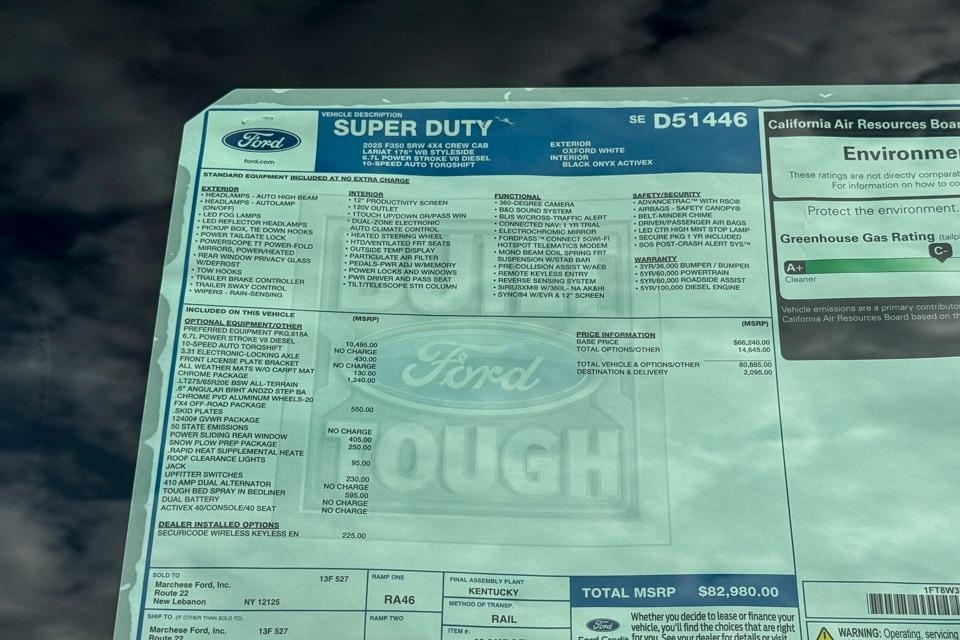 Ford
ford.com
VEHICLE DESCRIPTION
SUPER DUTY
2025 F350 SRW 4X4 CREW CAB
LARIAT 176" WB STYLESIDE
6.7L POWER STROKE V8 DIESEL
10-SPEED AUTO TORQSHIFT
EXTERIOR
OXFORD WHITE
INTERIOR
BLACK ONYX ACTIVEX
SE D51446
STANDARD EQUIPMENT INCLUDED AT NO EXTRA CHARGE
EXTERIOR
• HEADLAMPS - AUTO HIGH BEAM
• HEADLAMPS - AUTOLAMP
(ON/OFF)
• LED FOG LAMPS
• LED REFLECTOR HEADLAMPS
• PICKUP BOX, TIE DOWN HOOKS
• POWER TAILGATE LOCK
• POWERSCOPE TT POWER-FOLD
MIRRORS, POWER/HEATED
• REAR WINDOW PRIVACY GLASS
W/DEFROST
• TOW HOOKS
• TRAILER BRAKE CONTROLLER
• TRAILER SWAY CONTROL
• WIPERS - RAIN-SENSING
INTERIOR
• 12" PRODUCTIVITY SCREEN
• 120V OUTLET
• 1TOUCH UP/DOWN DR/PASS WIN
• DUAL-ZONE ELECTRONIC
AUTO CLIMATE CONTROL
• HEATED STEERING WHEEL
• HTD/VENTILATED FRT SEATS
• OUTSIDE TEMP DISPLAY
• PARTICULATE AIR FILTER
• PEDALS-PWR ADJ W/MEMORY
• POWER LOCKS AND WINDOWS
• PWR DRIVER AND PASS SEAT
• TILT/TELESCOPE STR COLUMN
FUNCTIONAL
• 360-DEGREE CAMERA
• B&O SOUND SYSTEM
• BLIS W/CROSS-TRAFFIC ALERT
• CONNECTED NAV: 1 YR TRIAL
• ELECTROCHROMIC MIRROR
• FORDPASS™ CONNECT 5GWI-FI
HOTSPOT TELEMATICS MODEM
• MONO BEAM COIL SPRING FRT
SUSPENSION W/STAB BAR
• PRE-COLLISION ASSIST W/AEB
• REMOTE KEYLESS ENTRY
• REVERSE SENSING SYSTEM
• SIRIUSXM® W/360L- NA AK&HI
• SYNC®4 W/EVR & 12" SCREEN
SAFETY/SECURITY
• ADVANCETRAC™ WITH RSC®
• AIRBAGS - SAFETY CANOPY®
• BELT-MINDER CHIME
• DRIVER/PASSENGER AIR BAGS
• LED CTR HIGH MNT STOP LAMP
• SECURE PKG 1 YR INCLUDED
• SOS POST-CRASH ALERT SYS™
WARRANTY
• 3YR/36,000 BUMPER / BUMPER
• 5YR/60,000 POWERTRAIN
• 5YR/60,000 ROADSIDE ASSIST
• 5YR/100,000 DIESEL ENGINE
INCLUDED ON THIS VEHICLE
(MSRP)
OPTIONAL EQUIPMENT/OTHER
PREFERRED EQUIPMENT PKG.618A
6.7L POWER STROKE V8 DIESEL 10,495.00
10-SPEED AUTO TORQSHIFT NO CHARGE
3.31 ELECTRONIC-LOCKING AXLE 430.00
FRONT LICENSE PLATE BRACKET NO CHARGE
ALL WEATHER MATS W/O CARPT MAT 130.00
CHROME PACKAGE 1,240.00
.LT275/65R20E BSW ALL-TERRAIN
.6" ANGULAR BRHT ANDZD STEP BA
.CHROME PVD ALUMINUM WHEELS-20
FX4 OFF-ROAD PACKAGE 550.00
.SKID PLATES
12400# GVWR PACKAGE
50 STATE EMISSIONS NO CHARGE
POWER SLIDING REAR WINDOW 405.00
SNOW PLOW PREP PACKAGE 250.00
.RAPID HEAT SUPPLEMENTAL HEATE
ROOF CLEARANCE LIGHTS 95.00
JACK
UPFITTER SWITCHES 230.00
410 AMP DUAL ALTERNATOR NO CHARGE
TOUGH BED SPRAY IN BEDLINER 595.00
DUAL BATTERY NO CHARGE
ACTIVEX 40/CONSOLE/40 SEAT NO CHARGE
DEALER INSTALLED OPTIONS
SECURICODE WIRELESS KEYLESS EN 225.00
(MSRP)
PRICE INFORMATION
BASE PRICE $66,240.00
TOTAL OPTIONS/OTHER 14,645.00
TOTAL VEHICLE & OPTIONS/OTHER 80,885.00
DESTINATION & DELIVERY 2,095.00
BUILT
Ford
TOUGH
SOLD TO
Marchese Ford, Inc. 13F 527
Route 22
New Lebanon NY 12125
SHIP TO (IF OTHER THAN SOLD TO)
Marchese Ford, Inc. 13F 527
Route 22
RAMP ONE
RA46
RAMP TWO
FINAL ASSEMBLY PLANT
KENTUCKY
METHOD OF TRANSP.
RAIL
ITEM #:
TOTAL MSRP $82,980.00
Ford
Ford Credit
Whether you decide to lease or finance your
vehicle, you'll find the choices that are right
for you. See your dealer for details or visit
California Air Resources Boar
Environme
These ratings are not directly comparab
For information on how to co
Protect the environment.
Greenhouse Gas Rating (tailp
C-
A+
Cleaner
Vehicle emissions are a primary contributo
California Air Resources Board based on th
1FT8W3
WARNING: Operating, servicing